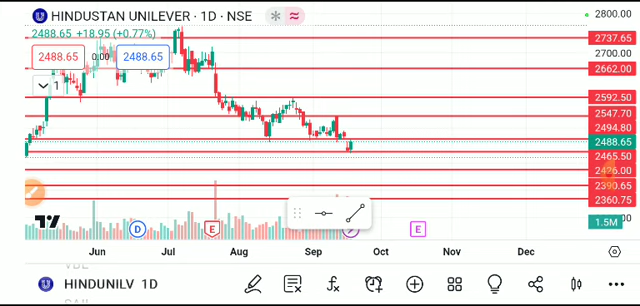 HINDUSTAN UNILEVER · 1D · NSE
2488.65 +18.95 (+0.77%)
2488.65 0.00 2488.65
1
2800.00
2737.65
2700.00
2662.00
2592.50
2547.70
2494.80
2488.65
2465.50
2426.00
2390.65
2360.75
1.5M
D E E
Jun Jul Aug Sep Oct Nov Dec
HINDUNILV 1D